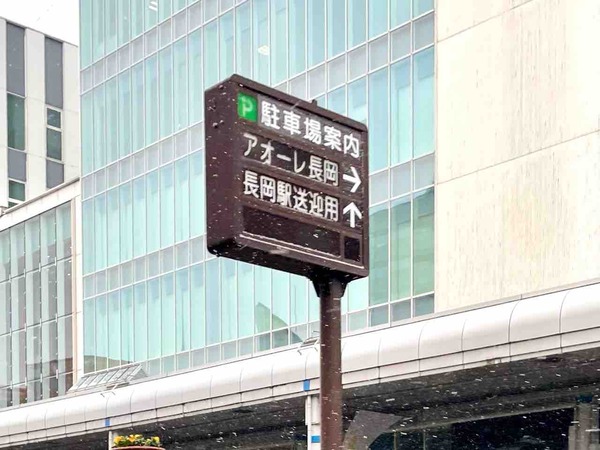 P 駐車場案内
アオーレ長岡 →
長岡駅送迎用 ↑